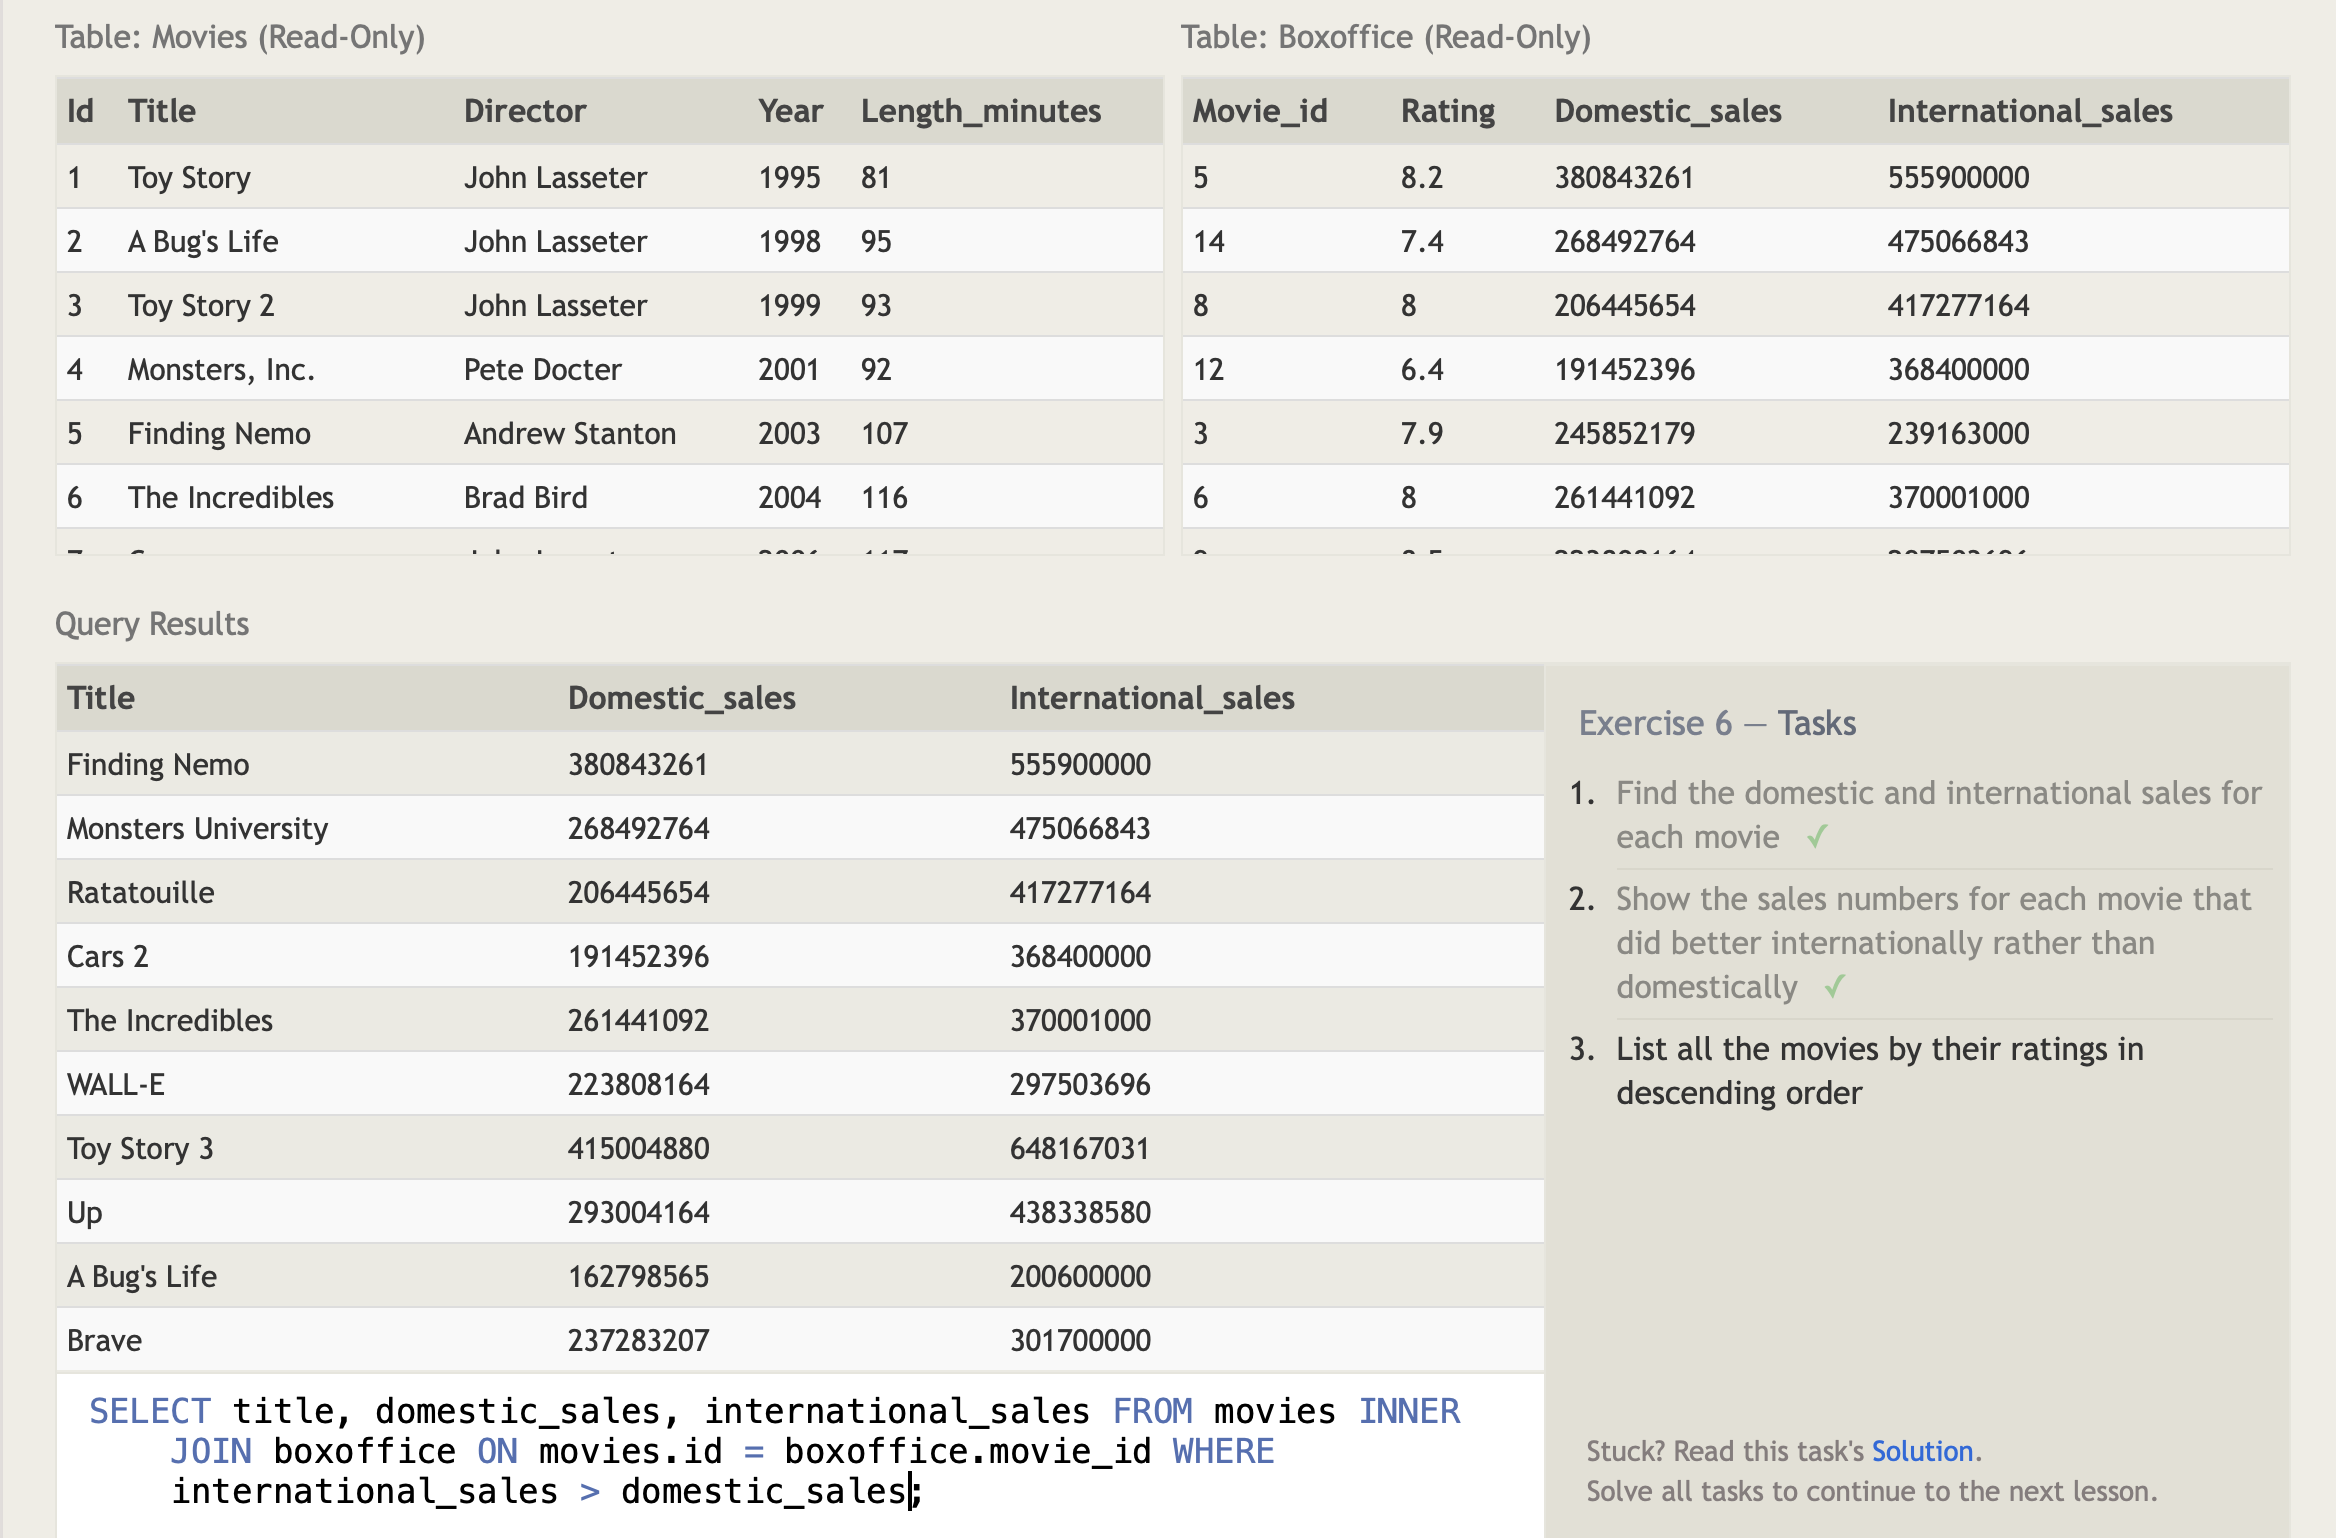 Table: Movies (Read-Only)
Id Title Director Year Length_minutes
1 Toy Story John Lasseter 1995 81
2 A Bug's Life John Lasseter 1998 95
3 Toy Story 2 John Lasseter 1999 93
4 Monsters, Inc. Pete Docter 2001 92
5 Finding Nemo Andrew Stanton 2003 107
6 The Incredibles Brad Bird 2004 116
Table: Boxoffice (Read-Only)
Movie_id Rating Domestic_sales International_sales
5 8.2 380843261 555900000
14 7.4 268492764 475066843
8 8 206445654 417277164
12 6.4 191452396 368400000
3 7.9 245852179 239163000
6 8 261441092 370001000
Query Results
Title Domestic_sales International_sales
Finding Nemo 380843261 555900000
Monsters University 268492764 475066843
Ratatouille 206445654 417277164
Cars 2 191452396 368400000
The Incredibles 261441092 370001000
WALL-E 223808164 297503696
Toy Story 3 415004880 648167031
Up 293004164 438338580
A Bug's Life 162798565 200600000
Brave 237283207 301700000
SELECT title, domestic_sales, international_sales FROM movies INNER
JOIN boxoffice ON movies.id = boxoffice.movie_id WHERE
international_sales > domestic_sales;
Exercise 6 — Tasks
1. Find the domestic and international sales for
each movie ✓
2. Show the sales numbers for each movie that
did better internationally rather than
domestically ✓
3. List all the movies by their ratings in
descending order
Stuck? Read this task's Solution.
Solve all tasks to continue to the next lesson.